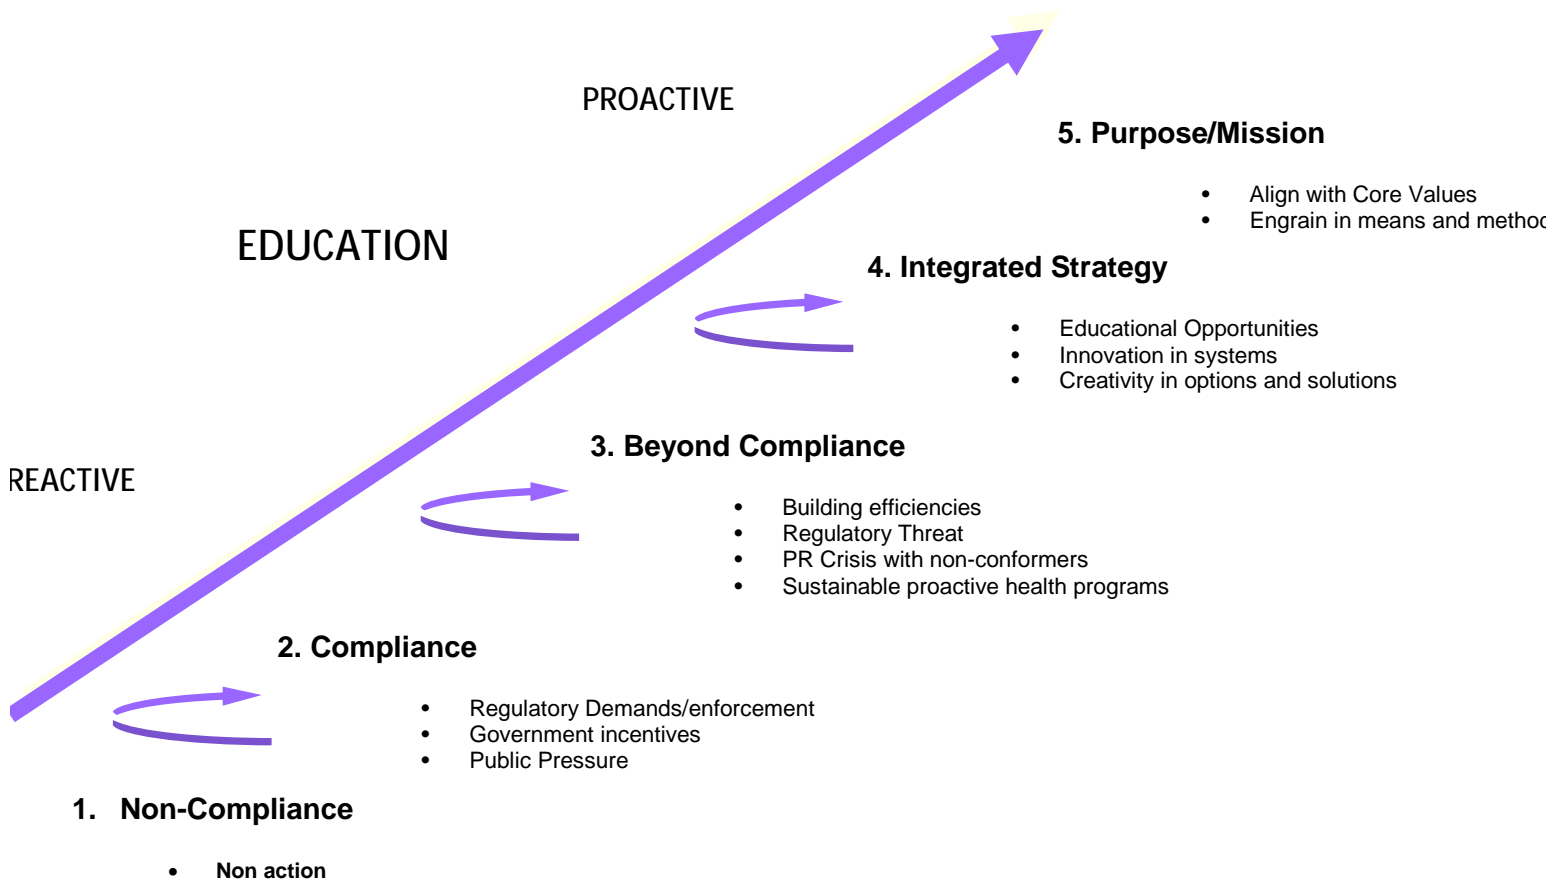 PROACTIVE
5. Purpose/Mission
• Align with Core Values
• Engrain in means and method
EDUCATION
4. Integrated Strategy
• Educational Opportunities
• Innovation in systems
• Creativity in options and solutions
3. Beyond Compliance
REACTIVE
• Building efficiencies
• Regulatory Threat
• PR Crisis with non-conformers
• Sustainable proactive health programs
2. Compliance
• Regulatory Demands/enforcement
• Government incentives
• Public Pressure
1. Non-Compliance
• Non action